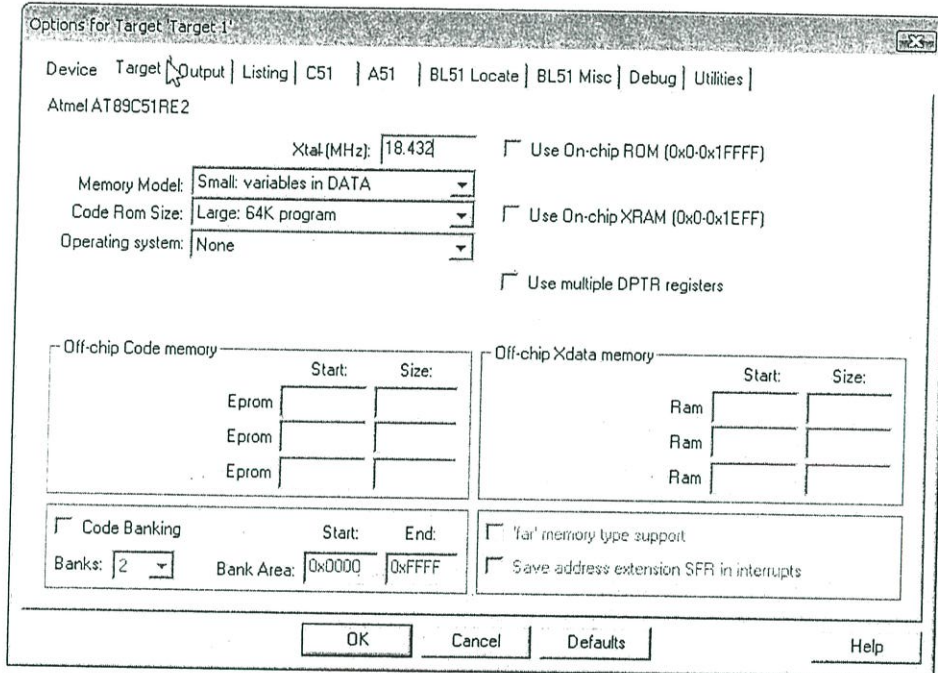 Options for Target 'Target 1'
Device Target Output Listing C51 A51 BL51 Locate BL51 Misc Debug Utilities
Atmel AT89C51RE2
Xtal (MHz): 18.432
Use On-chip ROM (0x0-0x1FFFF)
Memory Model: Small: variables in DATA
Code Rom Size: Large: 64K program
Use On-chip XRAM (0x0-0x1EFF)
Operating system: None
Use multiple DPTR registers
Off-chip Code memory
Start: Size:
Eprom
Eprom
Eprom
Off-chip Xdata memory
Start: Size:
Ram
Ram
Ram
Code Banking Start: End:
Banks: 2 Bank Area: 0x0000 0xFFFF
'far' memory type support
Save address extension SFR in interrupts
OK Cancel Defaults Help